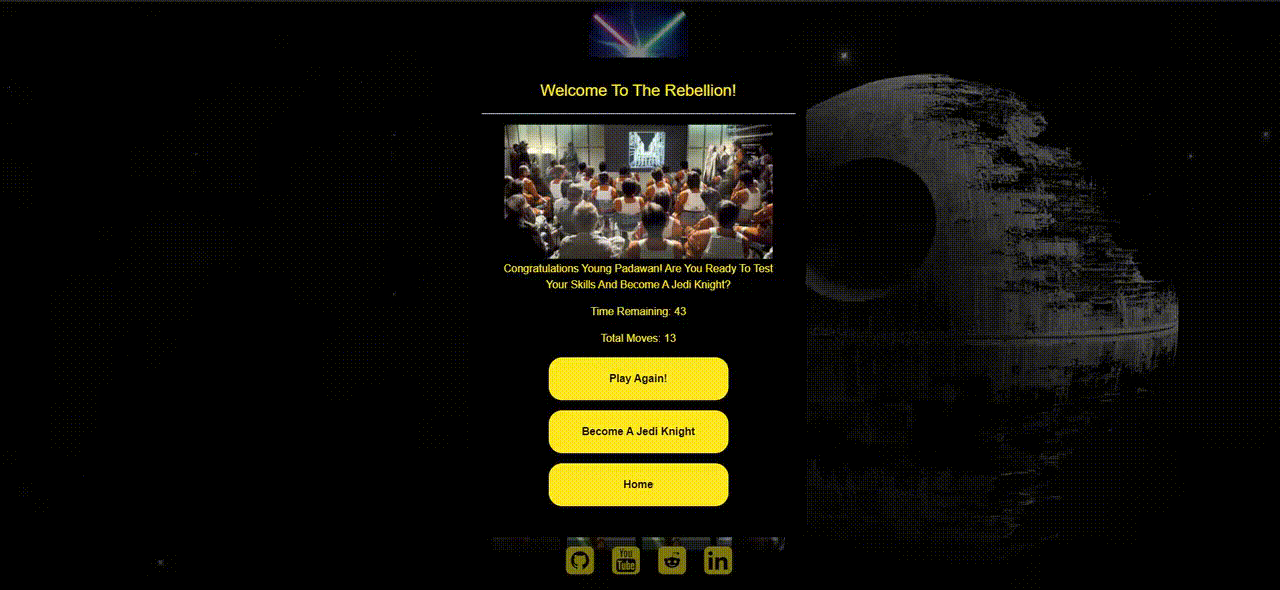 Welcome To The Rebellion!
Congratulations Young Padawan! Are You Ready To Test
Your Skills And Become A Jedi Knight?
Time Remaining: 43
Total Moves: 13
Play Again!
Become A Jedi Knight
Home
You
Tube
in